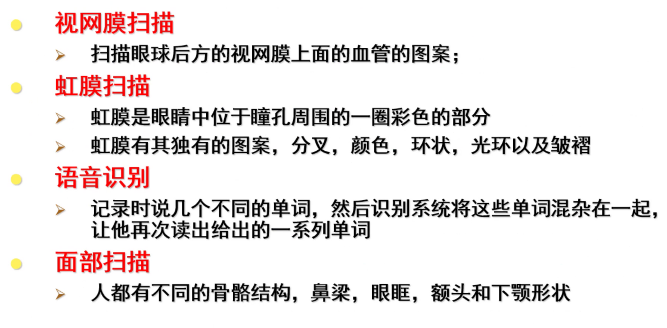 视网膜扫描
扫描眼球后方的视网膜上面的血管的图案；
虹膜扫描
虹膜是眼睛中位于瞳孔周围的一圈彩色的部分
虹膜有其独有的图案，分叉，颜色，环状，光环以及皱褶
语音识别
记录时说几个不同的单词，然后识别系统将这些单词混杂在一起，
让他再次读出给出的一系列单词
面部扫描
人都有不同的骨骼结构，鼻梁，眼眶，额头和下颚形状